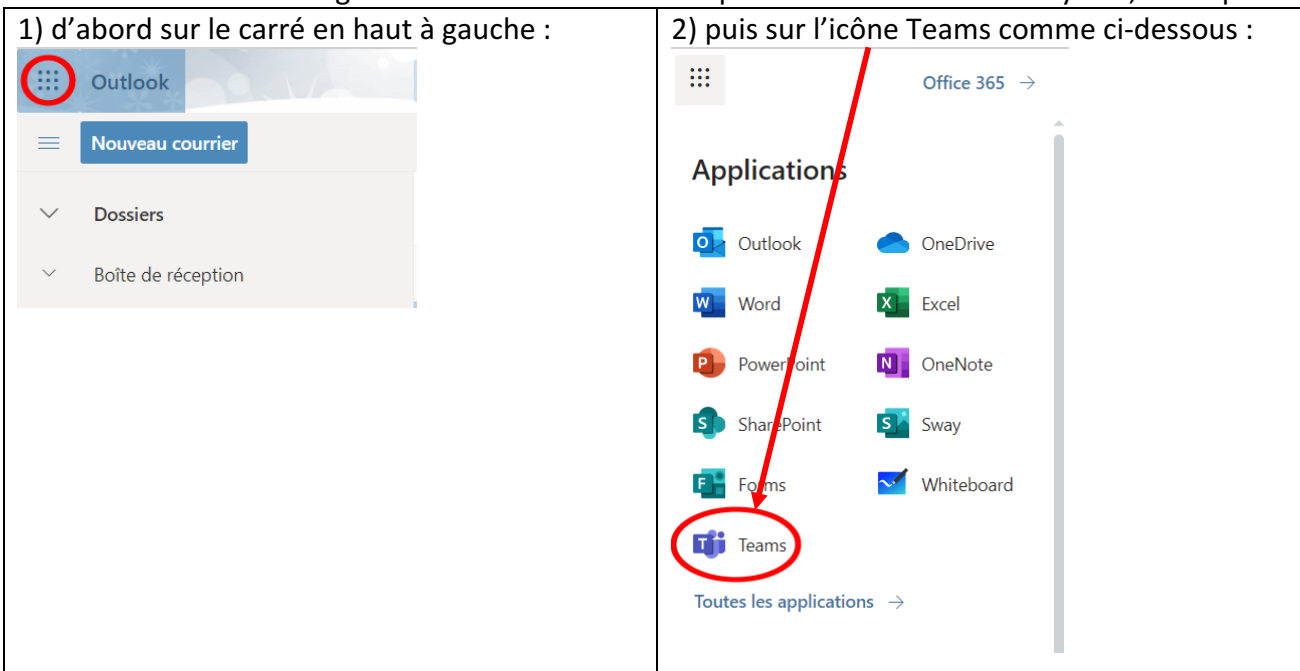 1) d’abord sur le carré en haut à gauche :
Outlook
Nouveau courrier
Dossiers
Boîte de réception
2) puis sur l’icône Teams comme ci-dessous :
Office 365 →
Applications
Outlook
OneDrive
Word
Excel
PowerPoint
OneNote
SharePoint
Sway
Forms
Whiteboard
Teams
Toutes les applications →